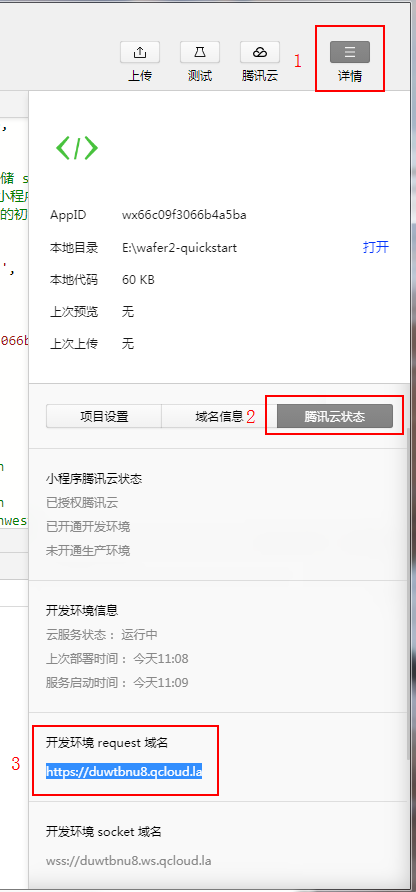 1
上传 测试 腾讯云 详情
,
储 s
小程序
的初
',
066b
n
n
nwes
</>
AppID wx66c09f3066b4a5ba
本地目录 E:\wafer2-quickstart 打开
本地代码 60 KB
上次预览 无
上次上传 无
项目设置 域名信息 2 腾讯云状态
小程序腾讯云状态
已授权腾讯云
已开通开发环境
未开通生产环境
开发环境信息
云服务状态： 运行中
上次部署时间： 今天11:08
服务启动时间： 今天11:09
开发环境 request 域名
3 https://duwtbnu8.qcloud.la
开发环境 socket 域名
wss://duwtbnu8.ws.qcloud.la